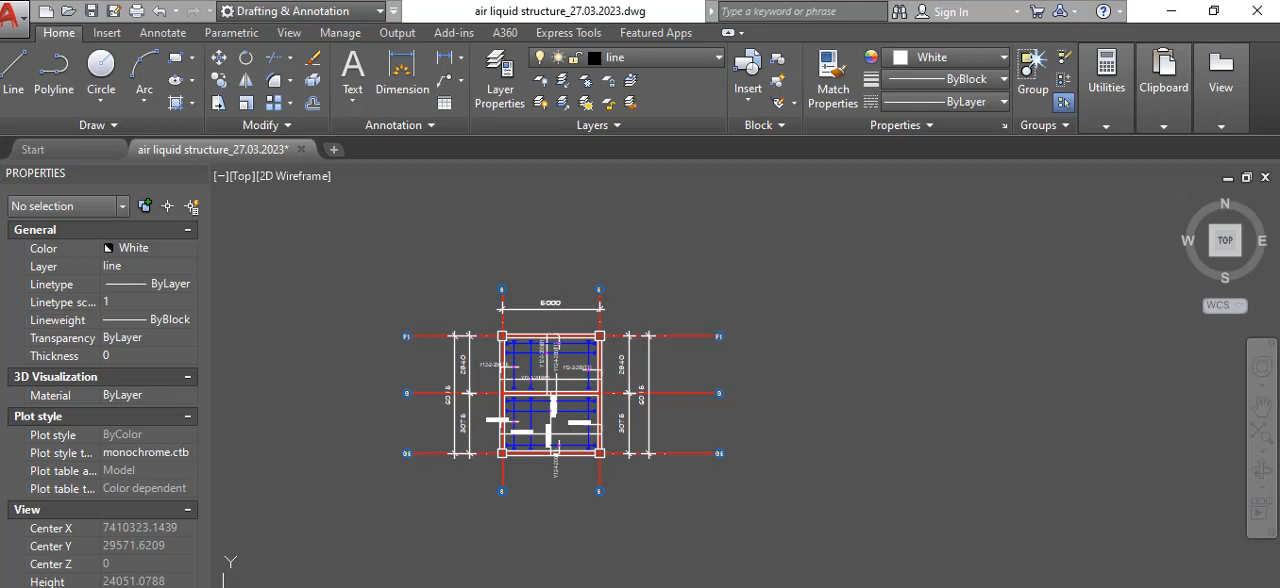 Drafting & Annotation
air liquid structure_27.03.2023.dwg
Type a keyword or phrase
Sign In
Home Insert Annotate Parametric View Manage Output Add-ins A360 Express Tools Featured Apps
Line Polyline Circle Arc
Text Dimension
Layer Properties
line
Insert
Match Properties
White
ByBlock
ByLayer
Group
Utilities Clipboard View
Draw Modify Annotation Layers Block Properties Groups
Start air liquid structure_27.03.2023*
PROPERTIES
[−][Top][2D Wireframe]
No selection
General
Color White
Layer line
Linetype ByLayer
Linetype sc... 1
Lineweight ByBlock
Transparency ByLayer
Thickness 0
3D Visualization
Material ByLayer
Plot style
Plot style ByColor
Plot style t... monochrome.ctb
Plot table a... Model
Plot table t... Color dependent
View
Center X 7410323.1439
Center Y 29571.6209
Center Z 0
Height 24051.0788
N
W TOP E
S
WCS
F1 F1
2940 2940
G G
3075 3075
Y